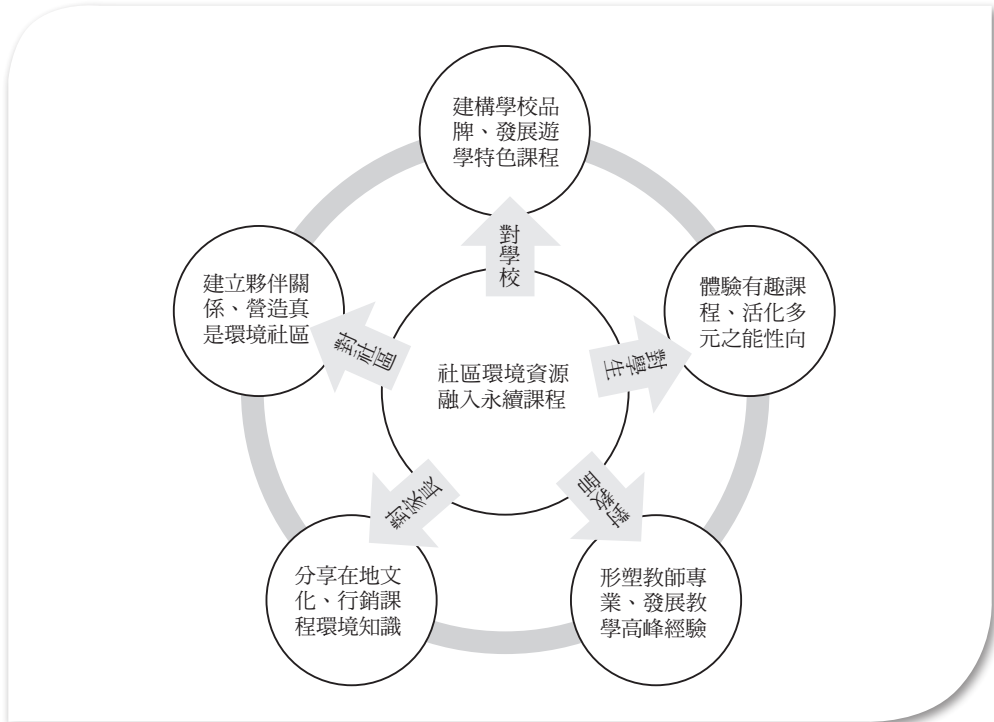 建構學校品
牌、發展遊
學特色課程
對學校
體驗有趣課
程、活化多
元之能性向
對學生
形塑教師專
業、發展教
學高峰經驗
對教師
分享在地文
化、行銷課
程環境知識
對家長
建立夥伴關
係、營造真
是環境社區
對社區
社區環境資源
融入永續課程